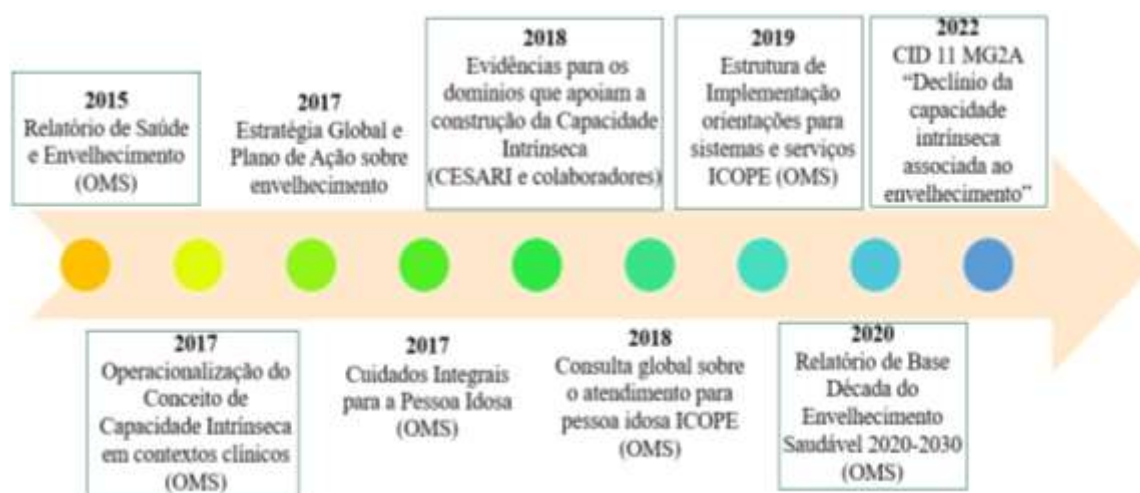 2015
Relatório de Saúde
e Envelhecimento
(OMS)
2017
Operacionalização do
Conceito de
Capacidade Intrínseca
em contextos clínicos
(OMS)
2017
Estratégia Global e
Plano de Ação sobre
envelhecimento
2017
Cuidados Integrais
para a Pessoa Idosa
(OMS)
2018
Evidências para os
domínios que apoiam a
construção da Capacidade
Intrínseca
(CESARI e colaboradores)
2018
Consulta global sobre
o atendimento para
pessoa idosa ICOPE
(OMS)
2019
Estrutura de
Implementação
orientações para
sistemas e serviços
ICOPE (OMS)
2020
Relatório de Base
Década do
Envelhecimento
Saudável 2020-2030
(OMS)
2022
CID 11 MG2A
“Declínio da
capacidade
intrínseca
associada ao
envelhecimento”